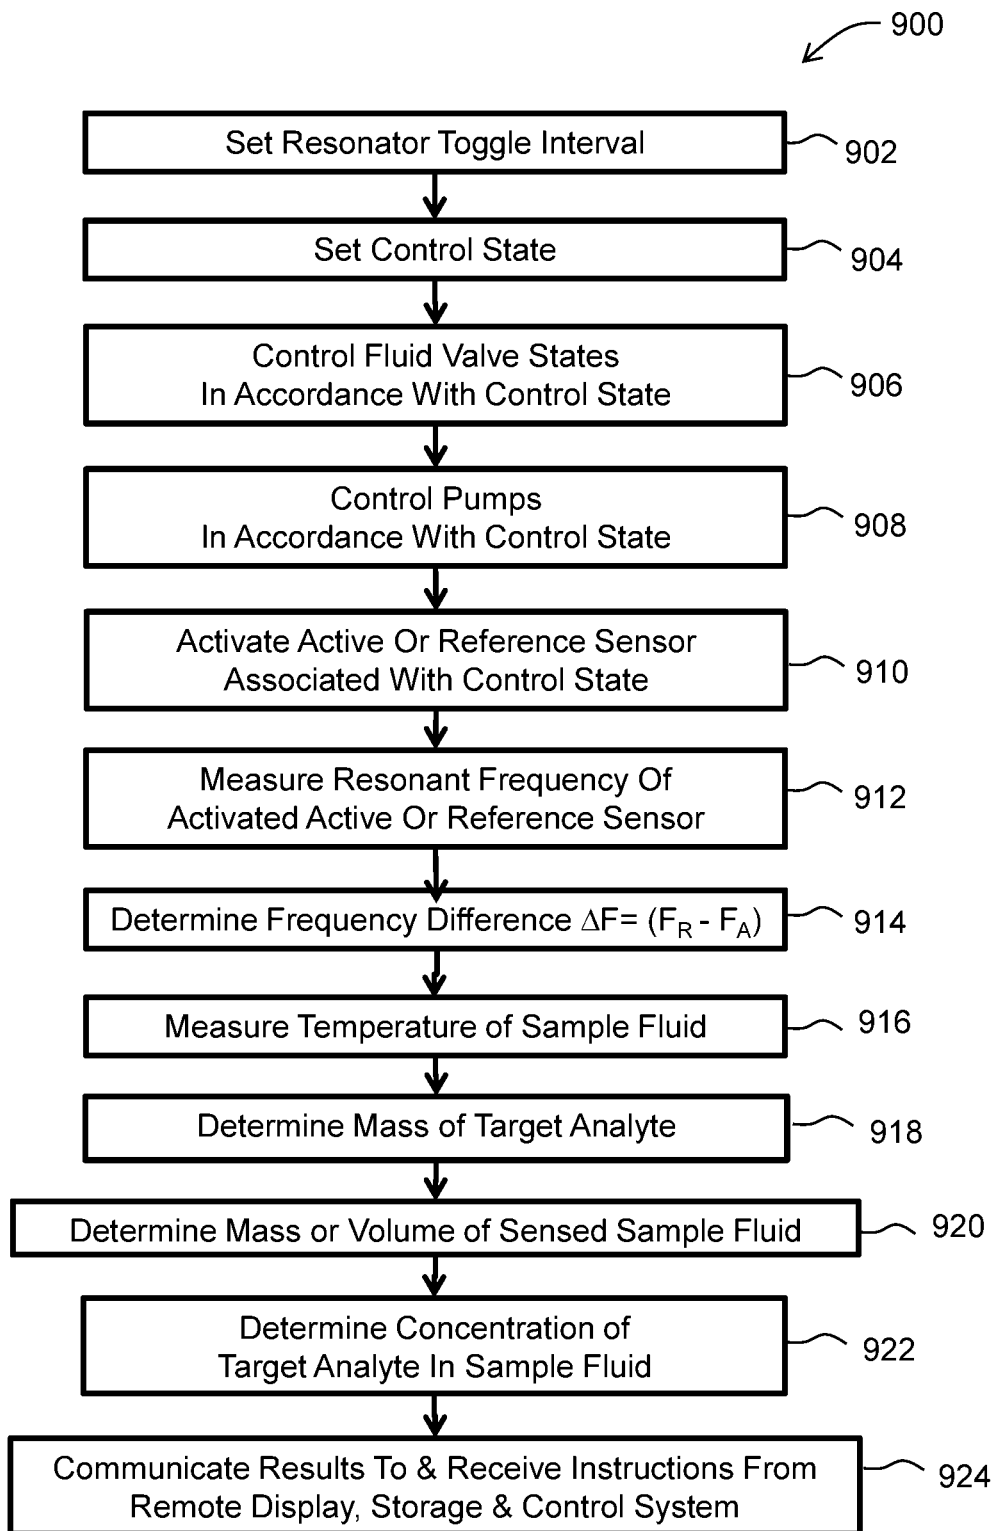 900
Set Resonator Toggle Interval
902
Set Control State
904
Control Fluid Valve States
In Accordance With Control State
906
Control Pumps
In Accordance With Control State
908
Activate Active Or Reference Sensor
Associated With Control State
910
Measure Resonant Frequency Of
Activated Active Or Reference Sensor
912
Determine Frequency Difference ΔF= (F_R - F_A)
914
Measure Temperature of Sample Fluid
916
Determine Mass of Target Analyte
918
Determine Mass or Volume of Sensed Sample Fluid
920
Determine Concentration of
Target Analyte In Sample Fluid
922
Communicate Results To & Receive Instructions From
Remote Display, Storage & Control System
924